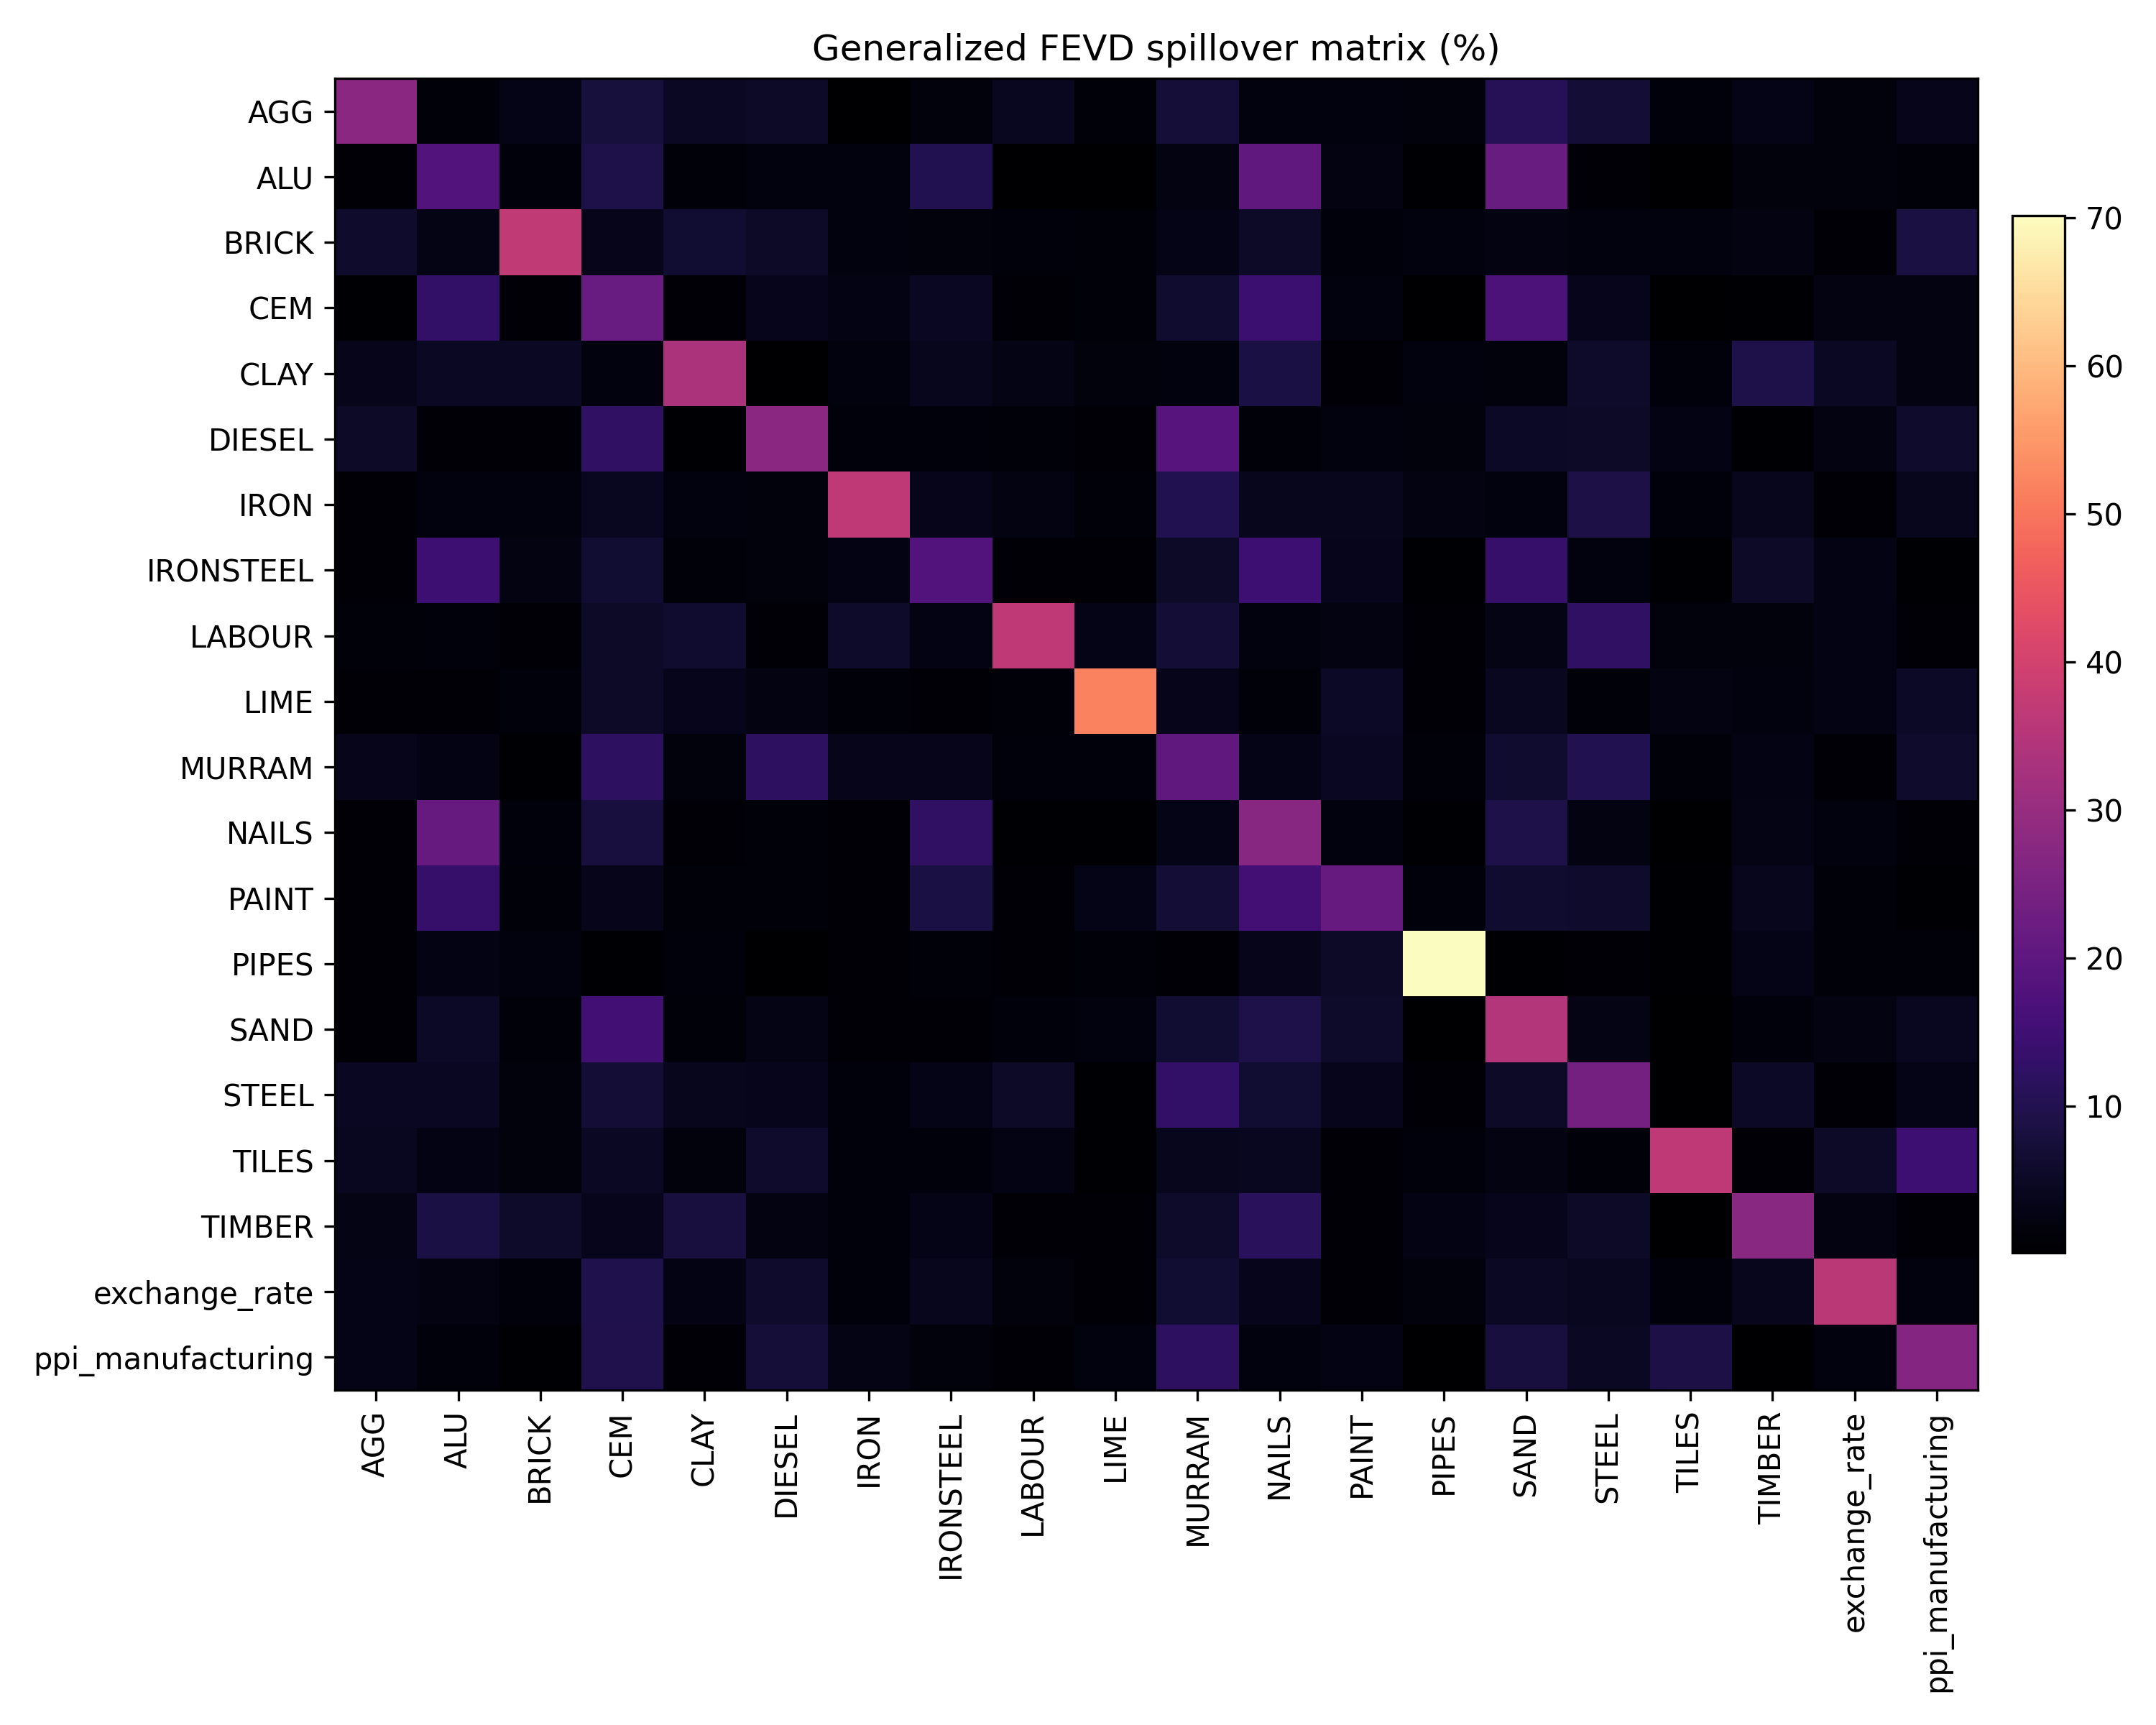 Generalized FEVD spillover matrix (%)
AGG
ALU
BRICK
CEM
CLAY
DIESEL
IRON
IRONSTEEL
LABOUR
LIME
MURRAM
NAILS
PAINT
PIPES
SAND
STEEL
TILES
TIMBER
exchange_rate
ppi_manufacturing
AGG
ALU
BRICK
CEM
CLAY
DIESEL
IRON
IRONSTEEL
LABOUR
LIME
MURRAM
NAILS
PAINT
PIPES
SAND
STEEL
TILES
TIMBER
exchange_rate
ppi_manufacturing
70
60
50
40
30
20
10